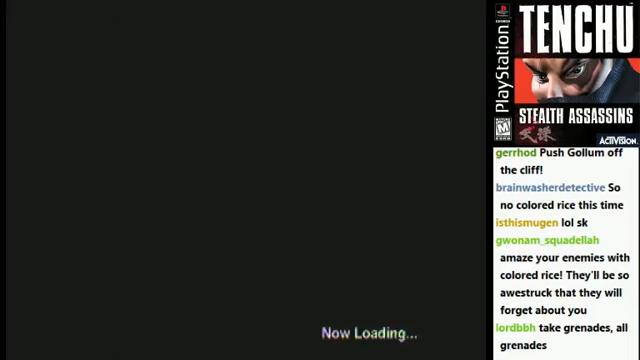 Now Loading...
PlayStation
TENCHU
STEALTH ASSASSINS
ACTIVISION
gerrhod Push Gollum off
the cliff!
brainwasherdetective So
no colored rice this time
isthismugen lol sk
gwonam_squadellah
amaze your enemies with
colored rice! They'll be so
awestruck that they will
forget about you
lordbbh take grenades, all
grenades